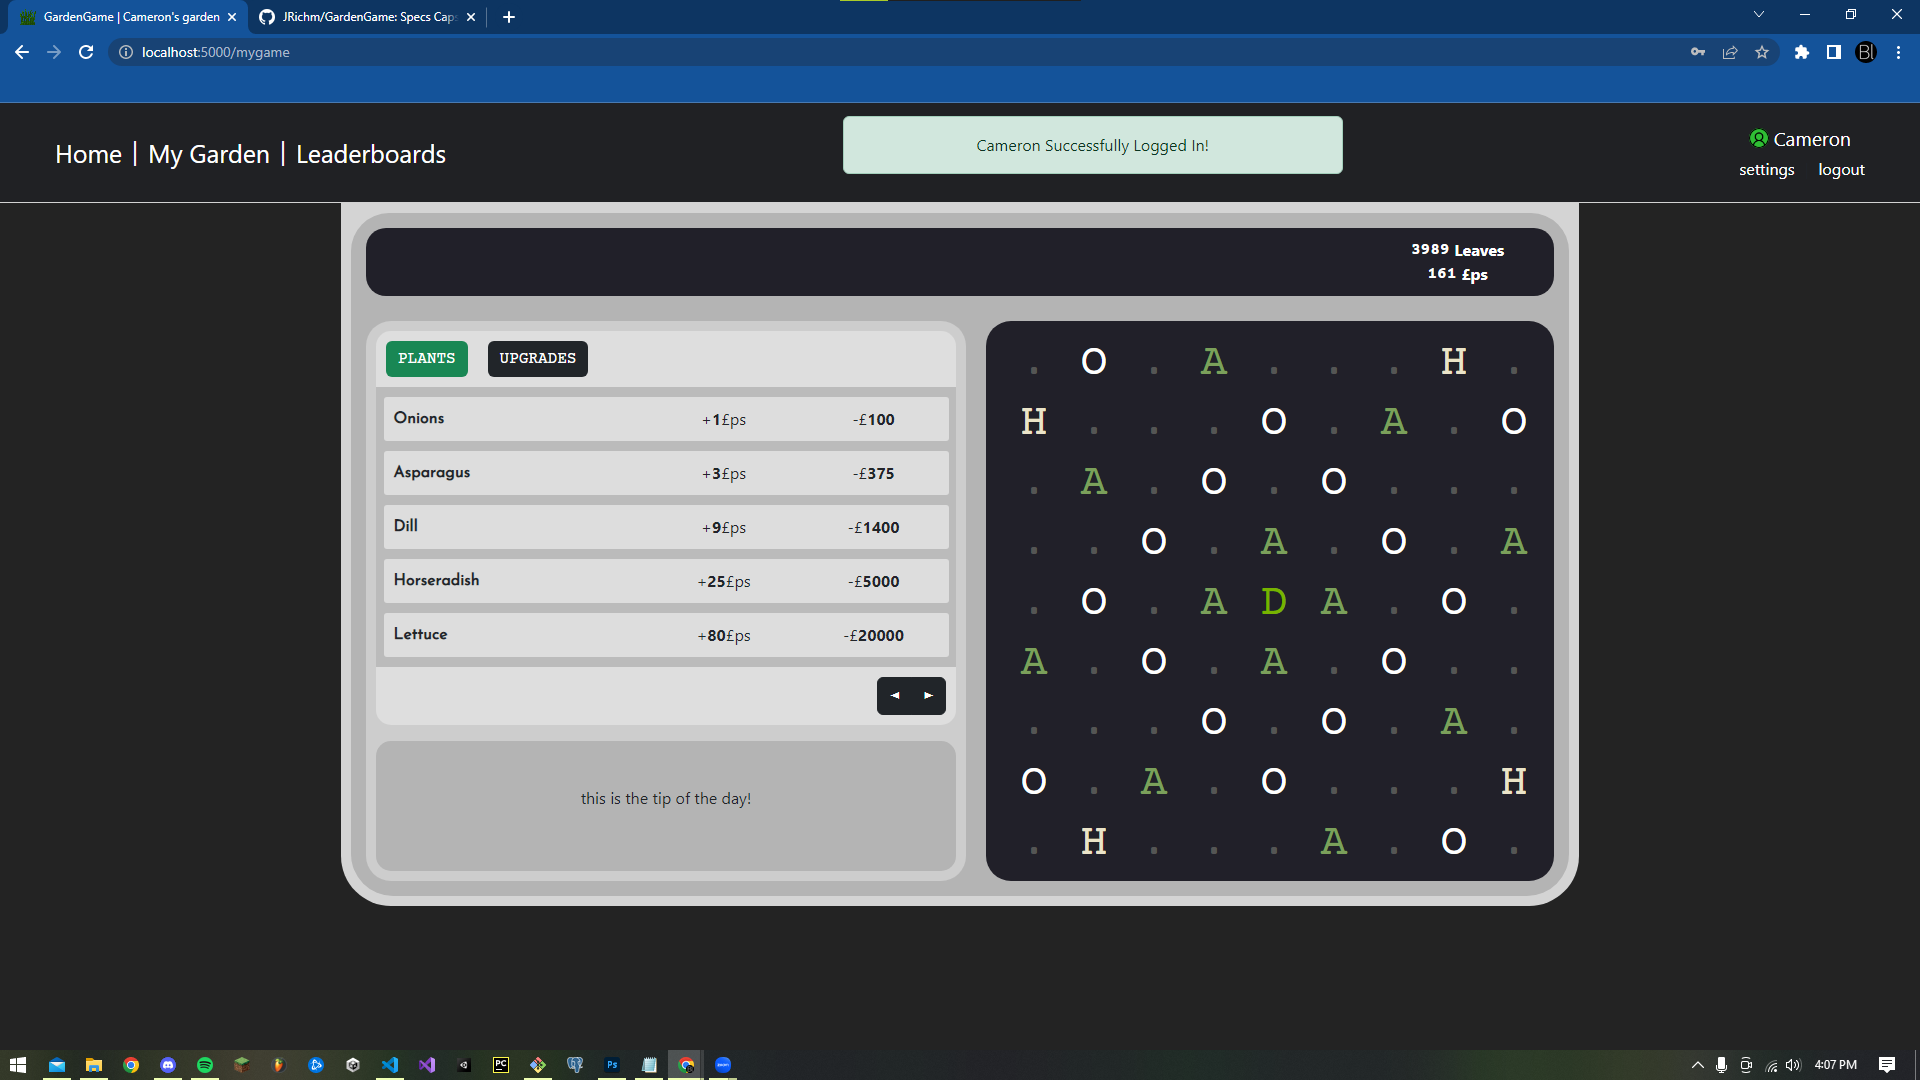 GardenGame | Cameron's garden
JRichm/GardenGame: Specs Caps
localhost:5000/mygame
Home | My Garden | Leaderboards
Cameron Successfully Logged In!
Cameron
settings logout
3989 Leaves
161 £ps
PLANTS UPGRADES
Onions +1£ps -£100
Asparagus +3£ps -£375
Dill +9£ps -£1400
Horseradish +25£ps -£5000
Lettuce +80£ps -£20000
◄ ►
this is the tip of the day!
. O . A . . . H .
H . . . O . A . O
. A . O . O . . .
. . O . A . O . A
. O . A D A . O .
A . O . A . O . .
. . . O . O . A .
O . A . O . . . H
. H . . . A . O .
4:07 PM